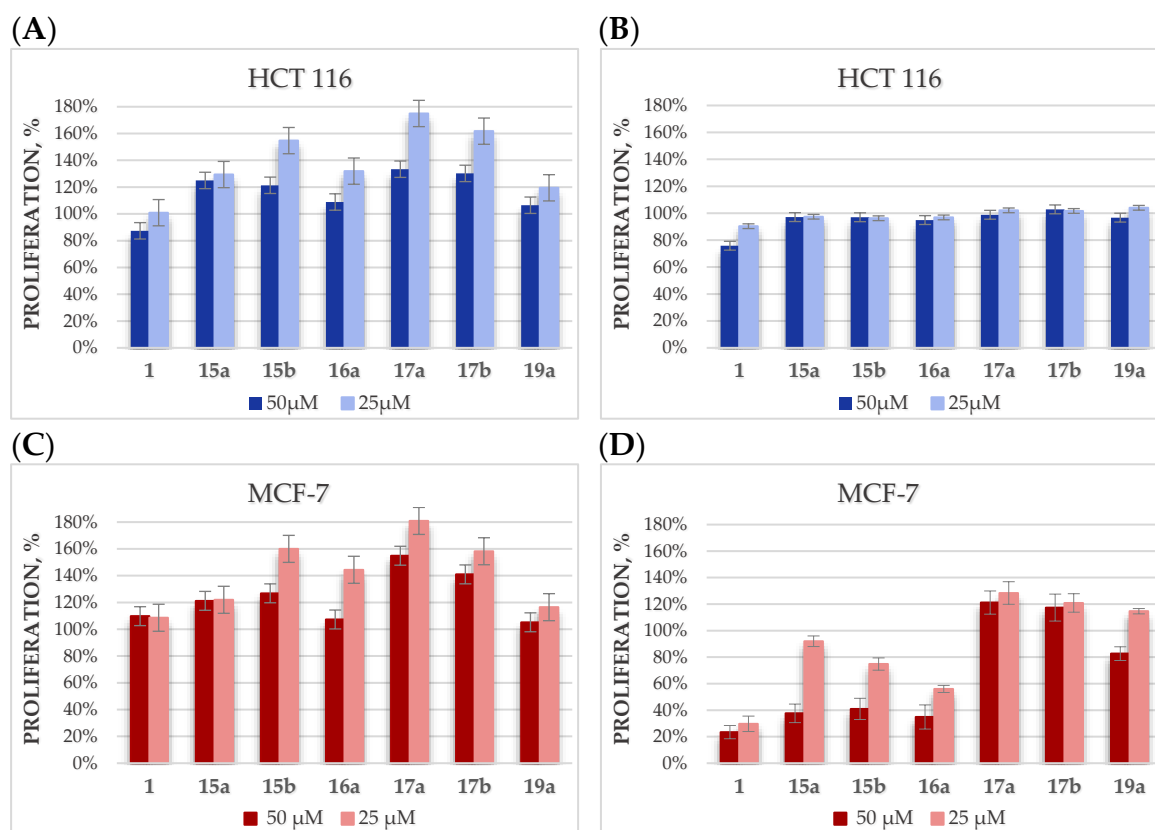 (A)
HCT 116
PROLIFERATION, %
180%
160%
140%
120%
100%
80%
60%
40%
20%
0%
1 15a 15b 16a 17a 17b 19a
50μM 25μM
(B)
HCT 116
PROLIFERATION, %
180%
160%
140%
120%
100%
80%
60%
40%
20%
0%
1 15a 15b 16a 17a 17b 19a
50μM 25μM
(C)
MCF-7
PROLIFERATION, %
180%
160%
140%
120%
100%
80%
60%
40%
20%
0%
1 15a 15b 16a 17a 17b 19a
50 μM 25 μM
(D)
MCF-7
PROLIFERATION, %
180%
160%
140%
120%
100%
80%
60%
40%
20%
0%
1 15a 15b 16a 17a 17b 19a
50 μM 25 μM